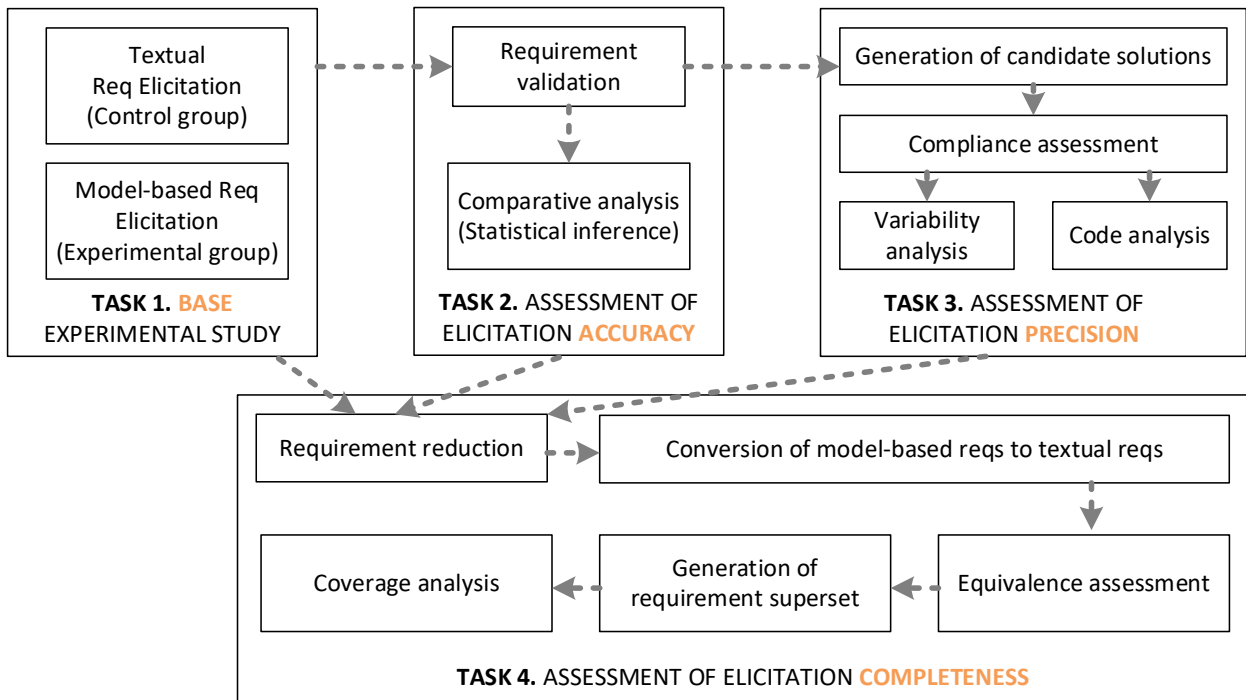 Textual
Req Elicitation
(Control group)
Model-based Req
Elicitation
(Experimental group)
TASK 1. BASE
EXPERIMENTAL STUDY
Requirement
validation
Comparative analysis
(Statistical inference)
TASK 2. ASSESSMENT OF
ELICITATION ACCURACY
Generation of candidate solutions
Compliance assessment
Variability
analysis
Code analysis
TASK 3. ASSESSMENT OF
ELICITATION PRECISION
Requirement reduction
Conversion of model-based reqs to textual reqs
Coverage analysis
Generation of
requirement superset
Equivalence assessment
TASK 4. ASSESSMENT OF ELICITATION COMPLETENESS